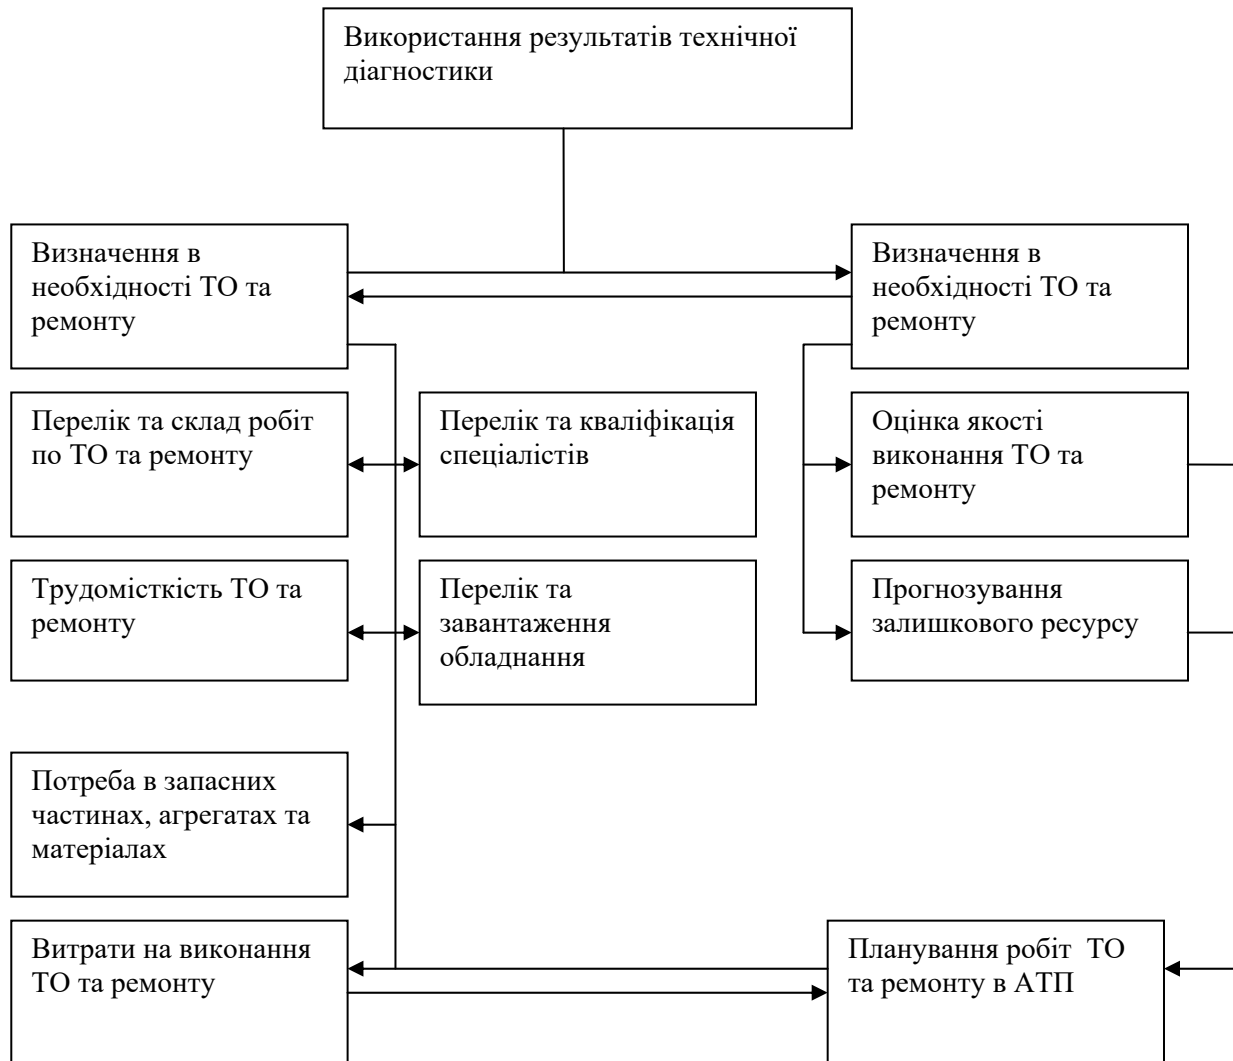 Використання результатів технічної
діагностики
Визначення в
необхідності ТО та
ремонту
Визначення в
необхідності ТО та
ремонту
Перелік та склад робіт
по ТО та ремонту
Перелік та кваліфікація
спеціалістів
Оцінка якості
виконання ТО та
ремонту
Трудомісткість ТО та
ремонту
Перелік та
завантаження
обладнання
Прогнозування
залишкового ресурсу
Потреба в запасних
частинах, агрегатах та
матеріалах
Витрати на виконання
ТО та ремонту
Планування робіт  ТО
та ремонту в АТП